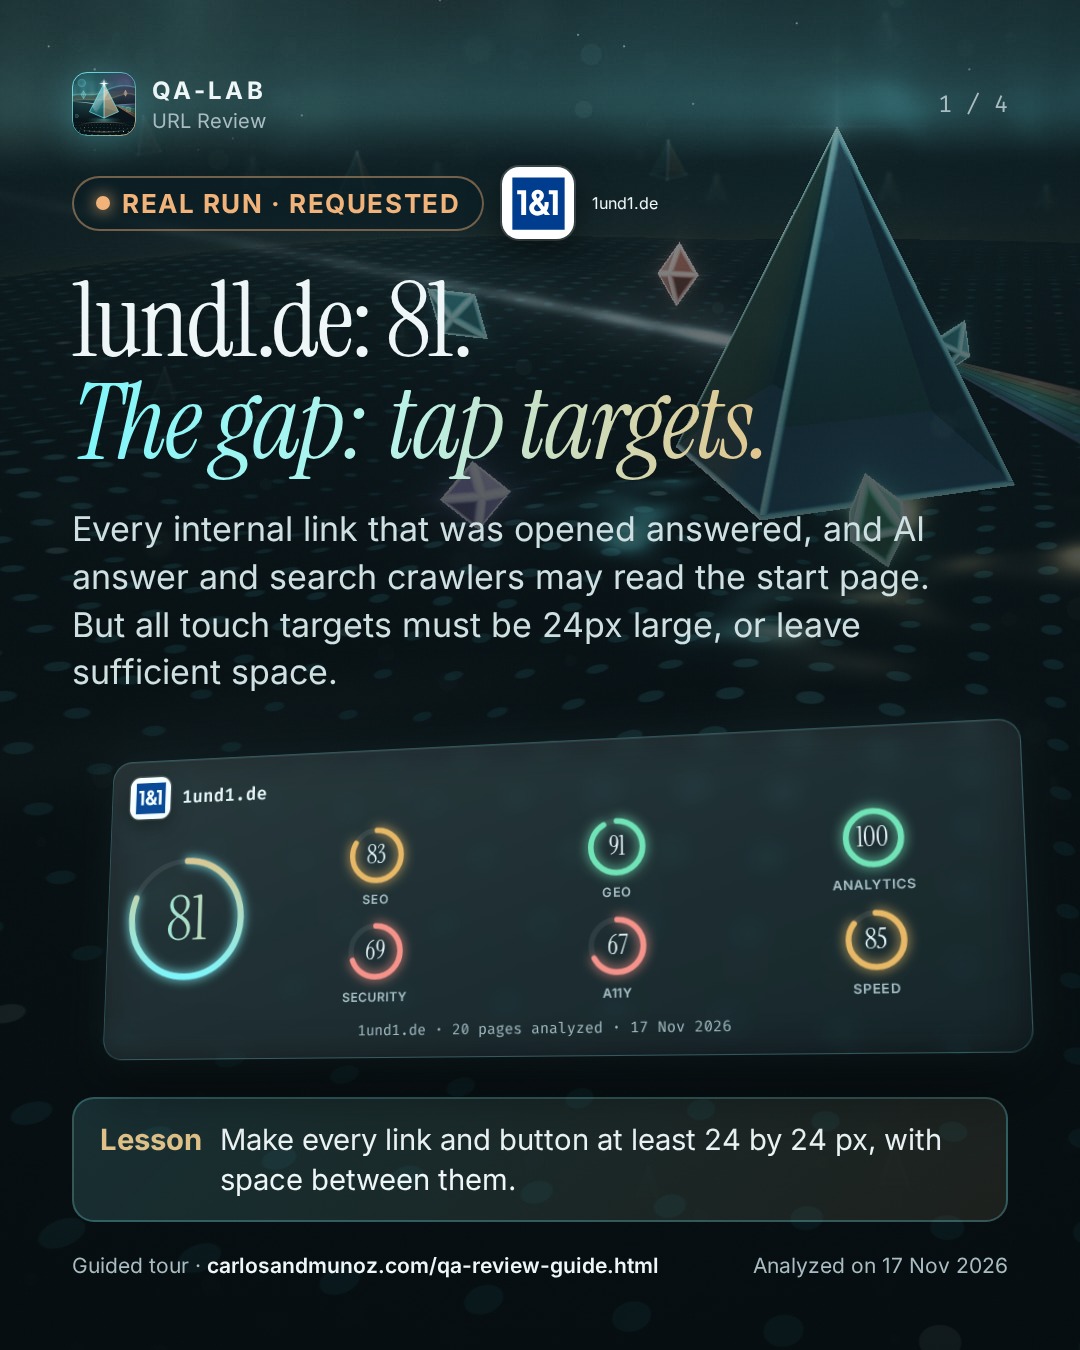 QA-LAB
URL Review
1 / 4
REAL RUN · REQUESTED
1&1
1und1.de
1und1.de: 81.
The gap: tap targets.
Every internal link that was opened answered, and AI
answer and search crawlers may read the start page.
But all touch targets must be 24px large, or leave
sufficient space.
1&1
1und1.de
81
83
SEO
91
GEO
100
ANALYTICS
69
SECURITY
67
A11Y
85
SPEED
1und1.de · 20 pages analyzed · 17 Nov 2026
Lesson
Make every link and button at least 24 by 24 px, with
space between them.
Guided tour · carlosandmunoz.com/qa-review-guide.html
Analyzed on 17 Nov 2026